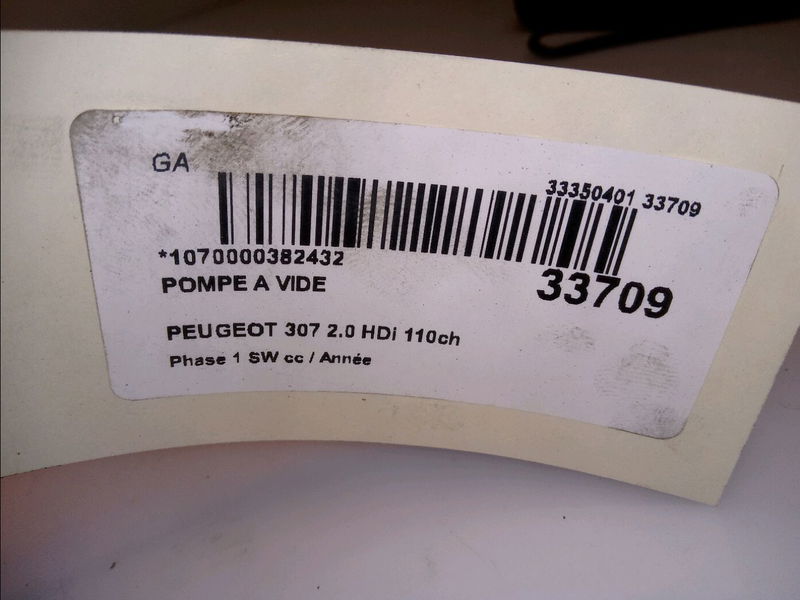 GA
33350401 33709
*1070000382432
33709
POMPE A VIDE
PEUGEOT 307 2.0 HDi 110ch
Phase 1 SW cc / Année